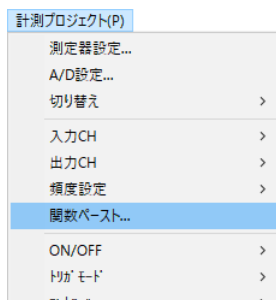 計測プロジェクト(P)
測定器設定...
A/D設定...
切り替え
入力CH
出力CH
頻度設定
関数ペースト...
ON/OFF
ﾄﾘｶﾞﾓｰﾄﾞ